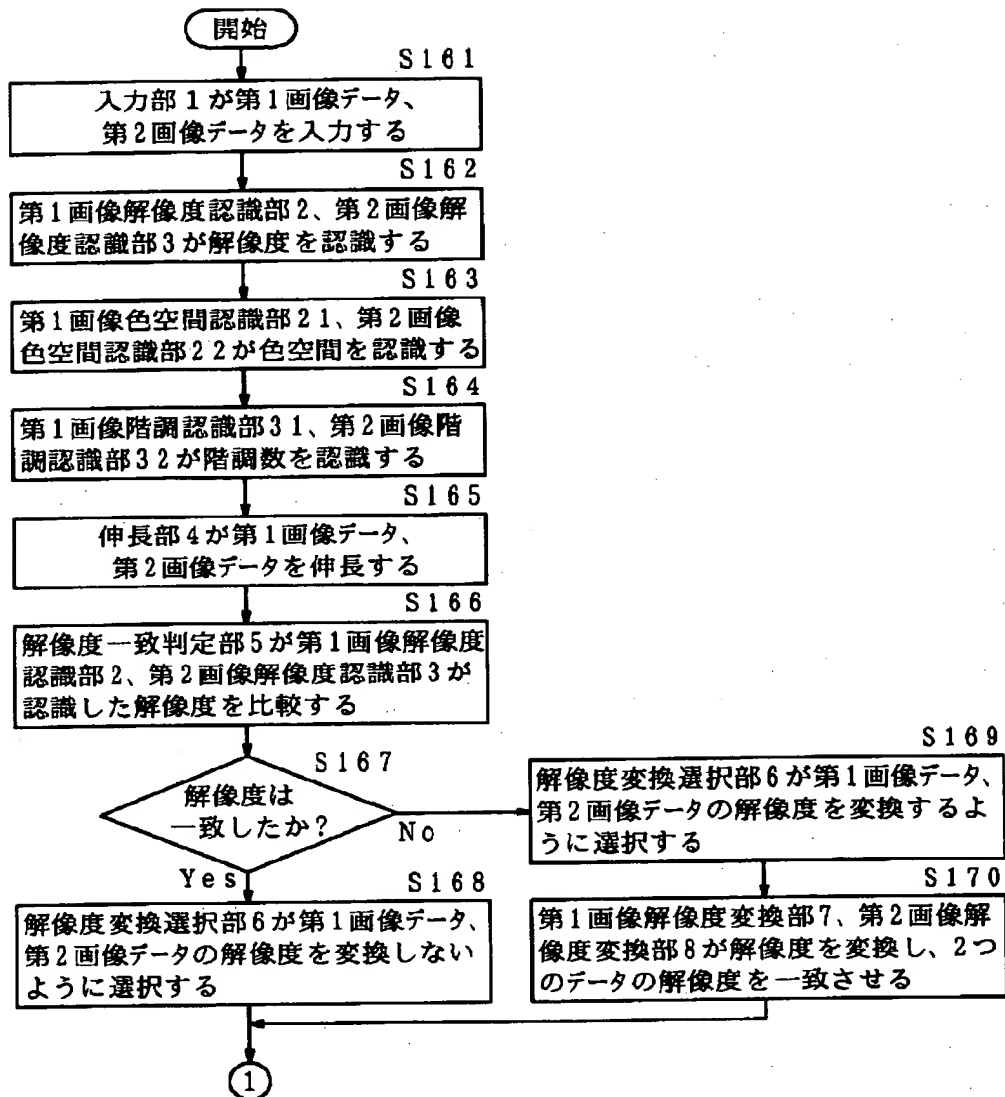 開始
S161
入力部1が第1画像データ、
第2画像データを入力する
S162
第1画像解像度認識部2、第2画像解
像度認識部3が解像度を認識する
S163
第1画像色空間認識部21、第2画像
色空間認識部22が色空間を認識する
S164
第1画像階調認識部31、第2画像階
調認識部32が階調数を認識する
S165
伸長部4が第1画像データ、
第2画像データを伸長する
S166
解像度一致判定部5が第1画像解像度
認識部2、第2画像解像度認識部3が
認識した解像度を比較する
S167
解像度は
一致したか?
No
Yes
S168
解像度変換選択部6が第1画像データ、
第2画像データの解像度を変換しない
ように選択する
S169
解像度変換選択部6が第1画像データ、
第2画像データの解像度を変換するよ
うに選択する
S170
第1画像解像度変換部7、第2画像解
像度変換部8が解像度を変換し、2つ
のデータの解像度を一致させる
1